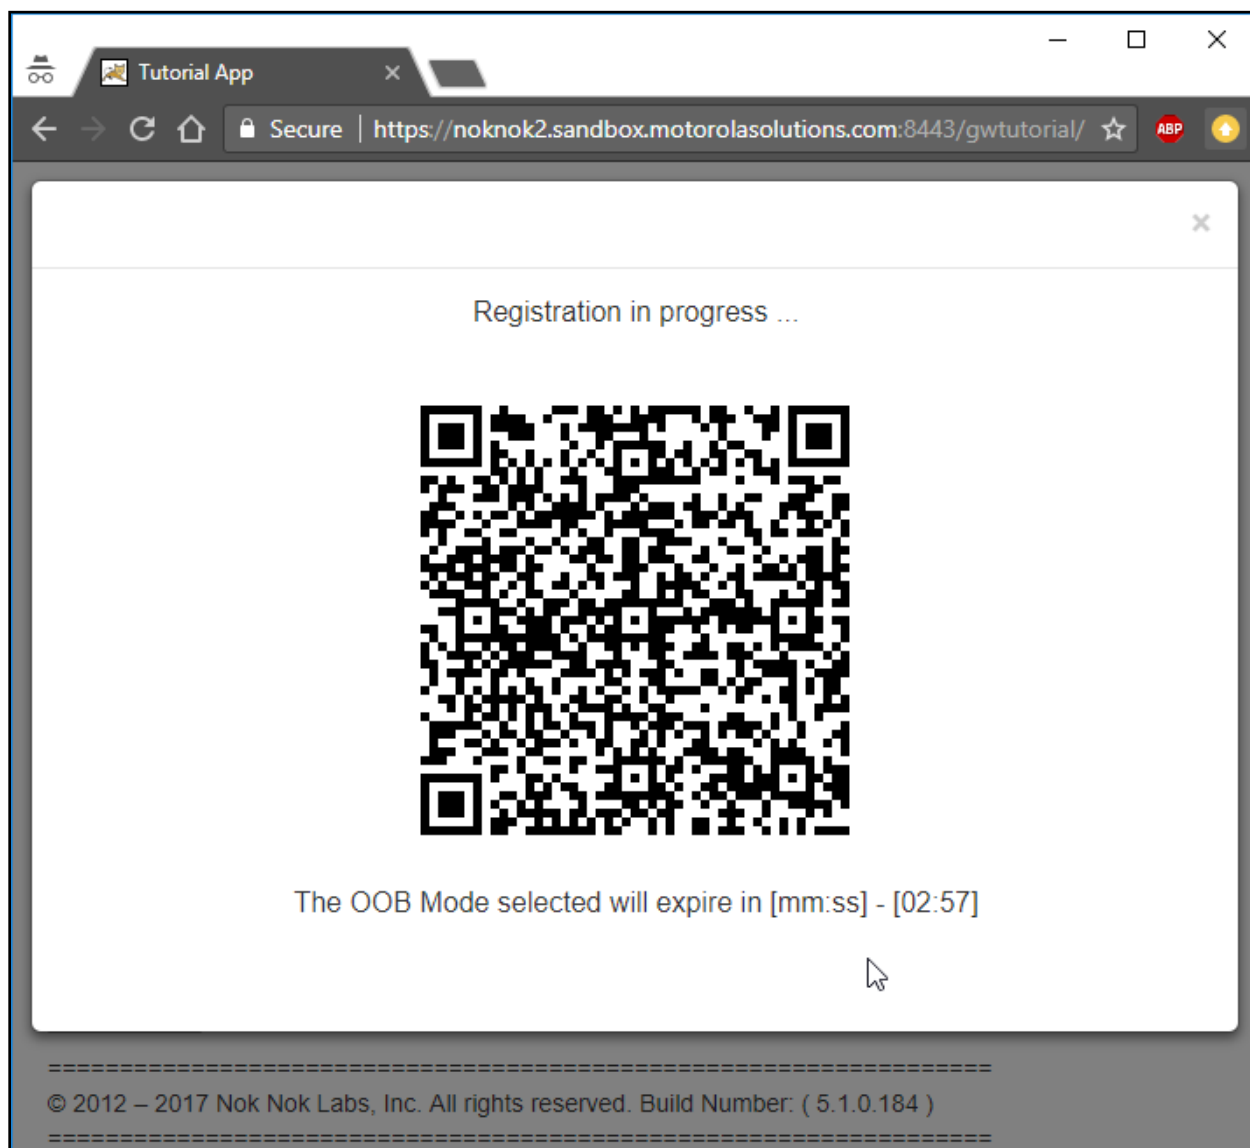 Tutorial App
Secure | https://noknok2.sandbox.motorolasolutions.com:8443/gwtutorial/
ABP
Registration in progress ...
The OOB Mode selected will expire in [mm:ss] - [02:57]
==================================================================
© 2012 – 2017 Nok Nok Labs, Inc. All rights reserved. Build Number: ( 5.1.0.184 )
==================================================================